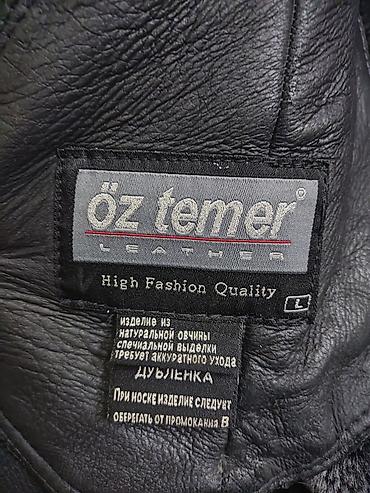 öz temer®
LEATHER
High Fashion Quality L
ИЗДЕЛИЕ ИЗ
НАТУРАЛЬНОЙ ОВЧИНЫ
СПЕЧИАЛЬНОЙ ВЫДЕЛКИ
ТРЕБУЕТ АККУРАТНОГО УХОДА
ДУБЛЕНКА
ПРИ НОСКЕ ИЗДЕЛИЕ СЛЕДУЕТ
ОБЕРЕГАТЬ ОТ ПРОМОКАНИЯ В